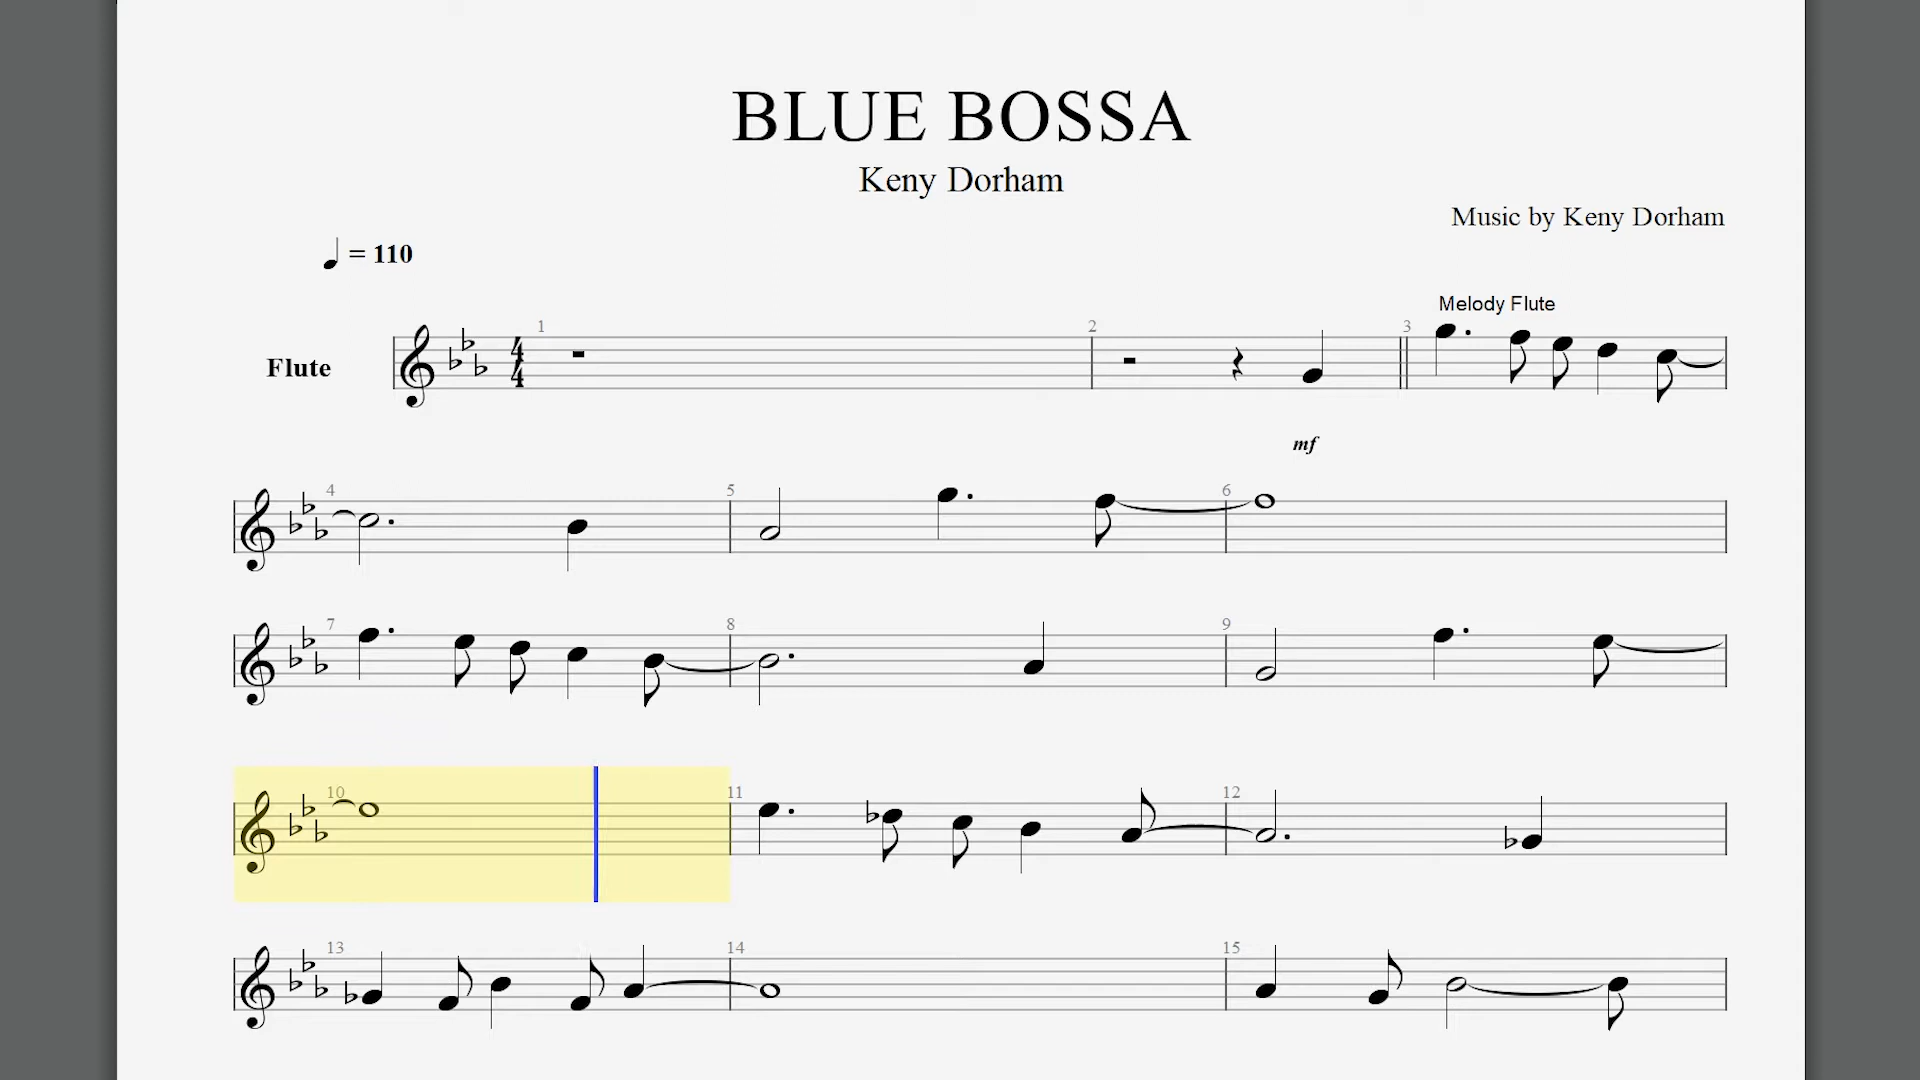 BLUE BOSSA
Keny Dorham
Music by Keny Dorham
= 110
Melody Flute
1 2 3
Flute
4
4
mf
4 5 6
7 8 9
10 11 12
13 14 15